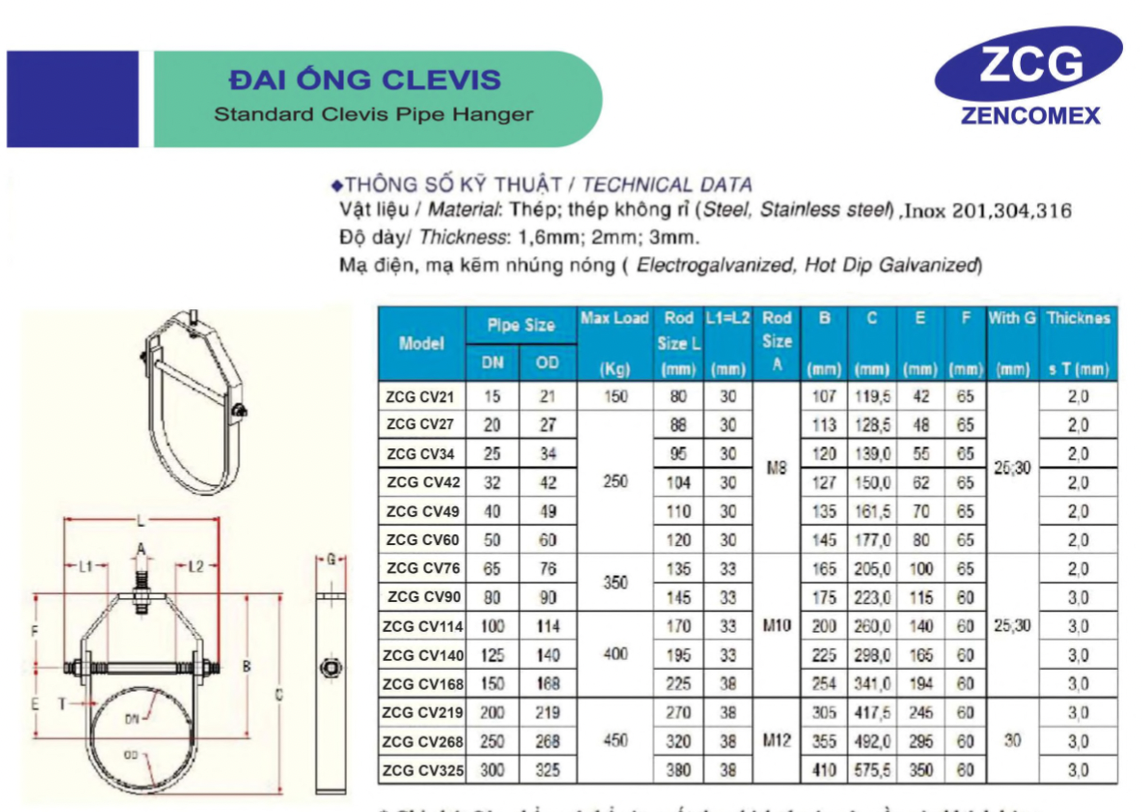 ĐAI ÓNG CLEVIS
Standard Clevis Pipe Hanger
ZCG
ZENCOMEX
◆THÔNG SỐ KỸ THUẬT / TECHNICAL DATA
Vật liệu / Material: Thép; thép không rỉ (Steel, Stainless steel) ,Inox 201,304,316
Độ dày/ Thickness: 1,6mm; 2mm; 3mm.
Mạ điện, mạ kẽm nhúng nóng ( Electrogalvanized, Hot Dip Galvanized)
Model Pipe Size Max Load Rod L1=L2 Rod B C E F With G Thicknes
Size L Size
DN OD (Kg) (mm) (mm) A (mm) (mm) (mm) (mm) (mm) s T (mm)
ZCG CV21 15 21 150 80 30 107 119,5 42 65 2,0
ZCG CV27 20 27 88 30 113 128,5 48 65 2,0
ZCG CV34 25 34 95 30 120 139,0 55 65 2,0
M8 25;30
ZCG CV42 32 42 250 104 30 127 150,0 62 65 2,0
ZCG CV49 40 49 110 30 135 161,5 70 65 2,0
ZCG CV60 50 60 120 30 145 177,0 80 65 2,0
ZCG CV76 65 76 135 33 165 205,0 100 65 2,0
350
ZCG CV90 80 90 145 33 175 223,0 115 60 3,0
ZCG CV114 100 114 170 33 M10 200 260,0 140 60 25,30 3,0
ZCG CV140 125 140 400 195 33 225 298,0 165 60 3,0
ZCG CV168 150 168 225 38 254 341,0 194 60 3,0
ZCG CV219 200 219 270 38 305 417,5 245 60 3,0
ZCG CV268 250 268 450 320 38 M12 355 492,0 295 60 30 3,0
ZCG CV325 300 325 380 38 410 575,5 350 60 3,0
L
A
L1 L2 G
F
B
C
E T
DN
OD